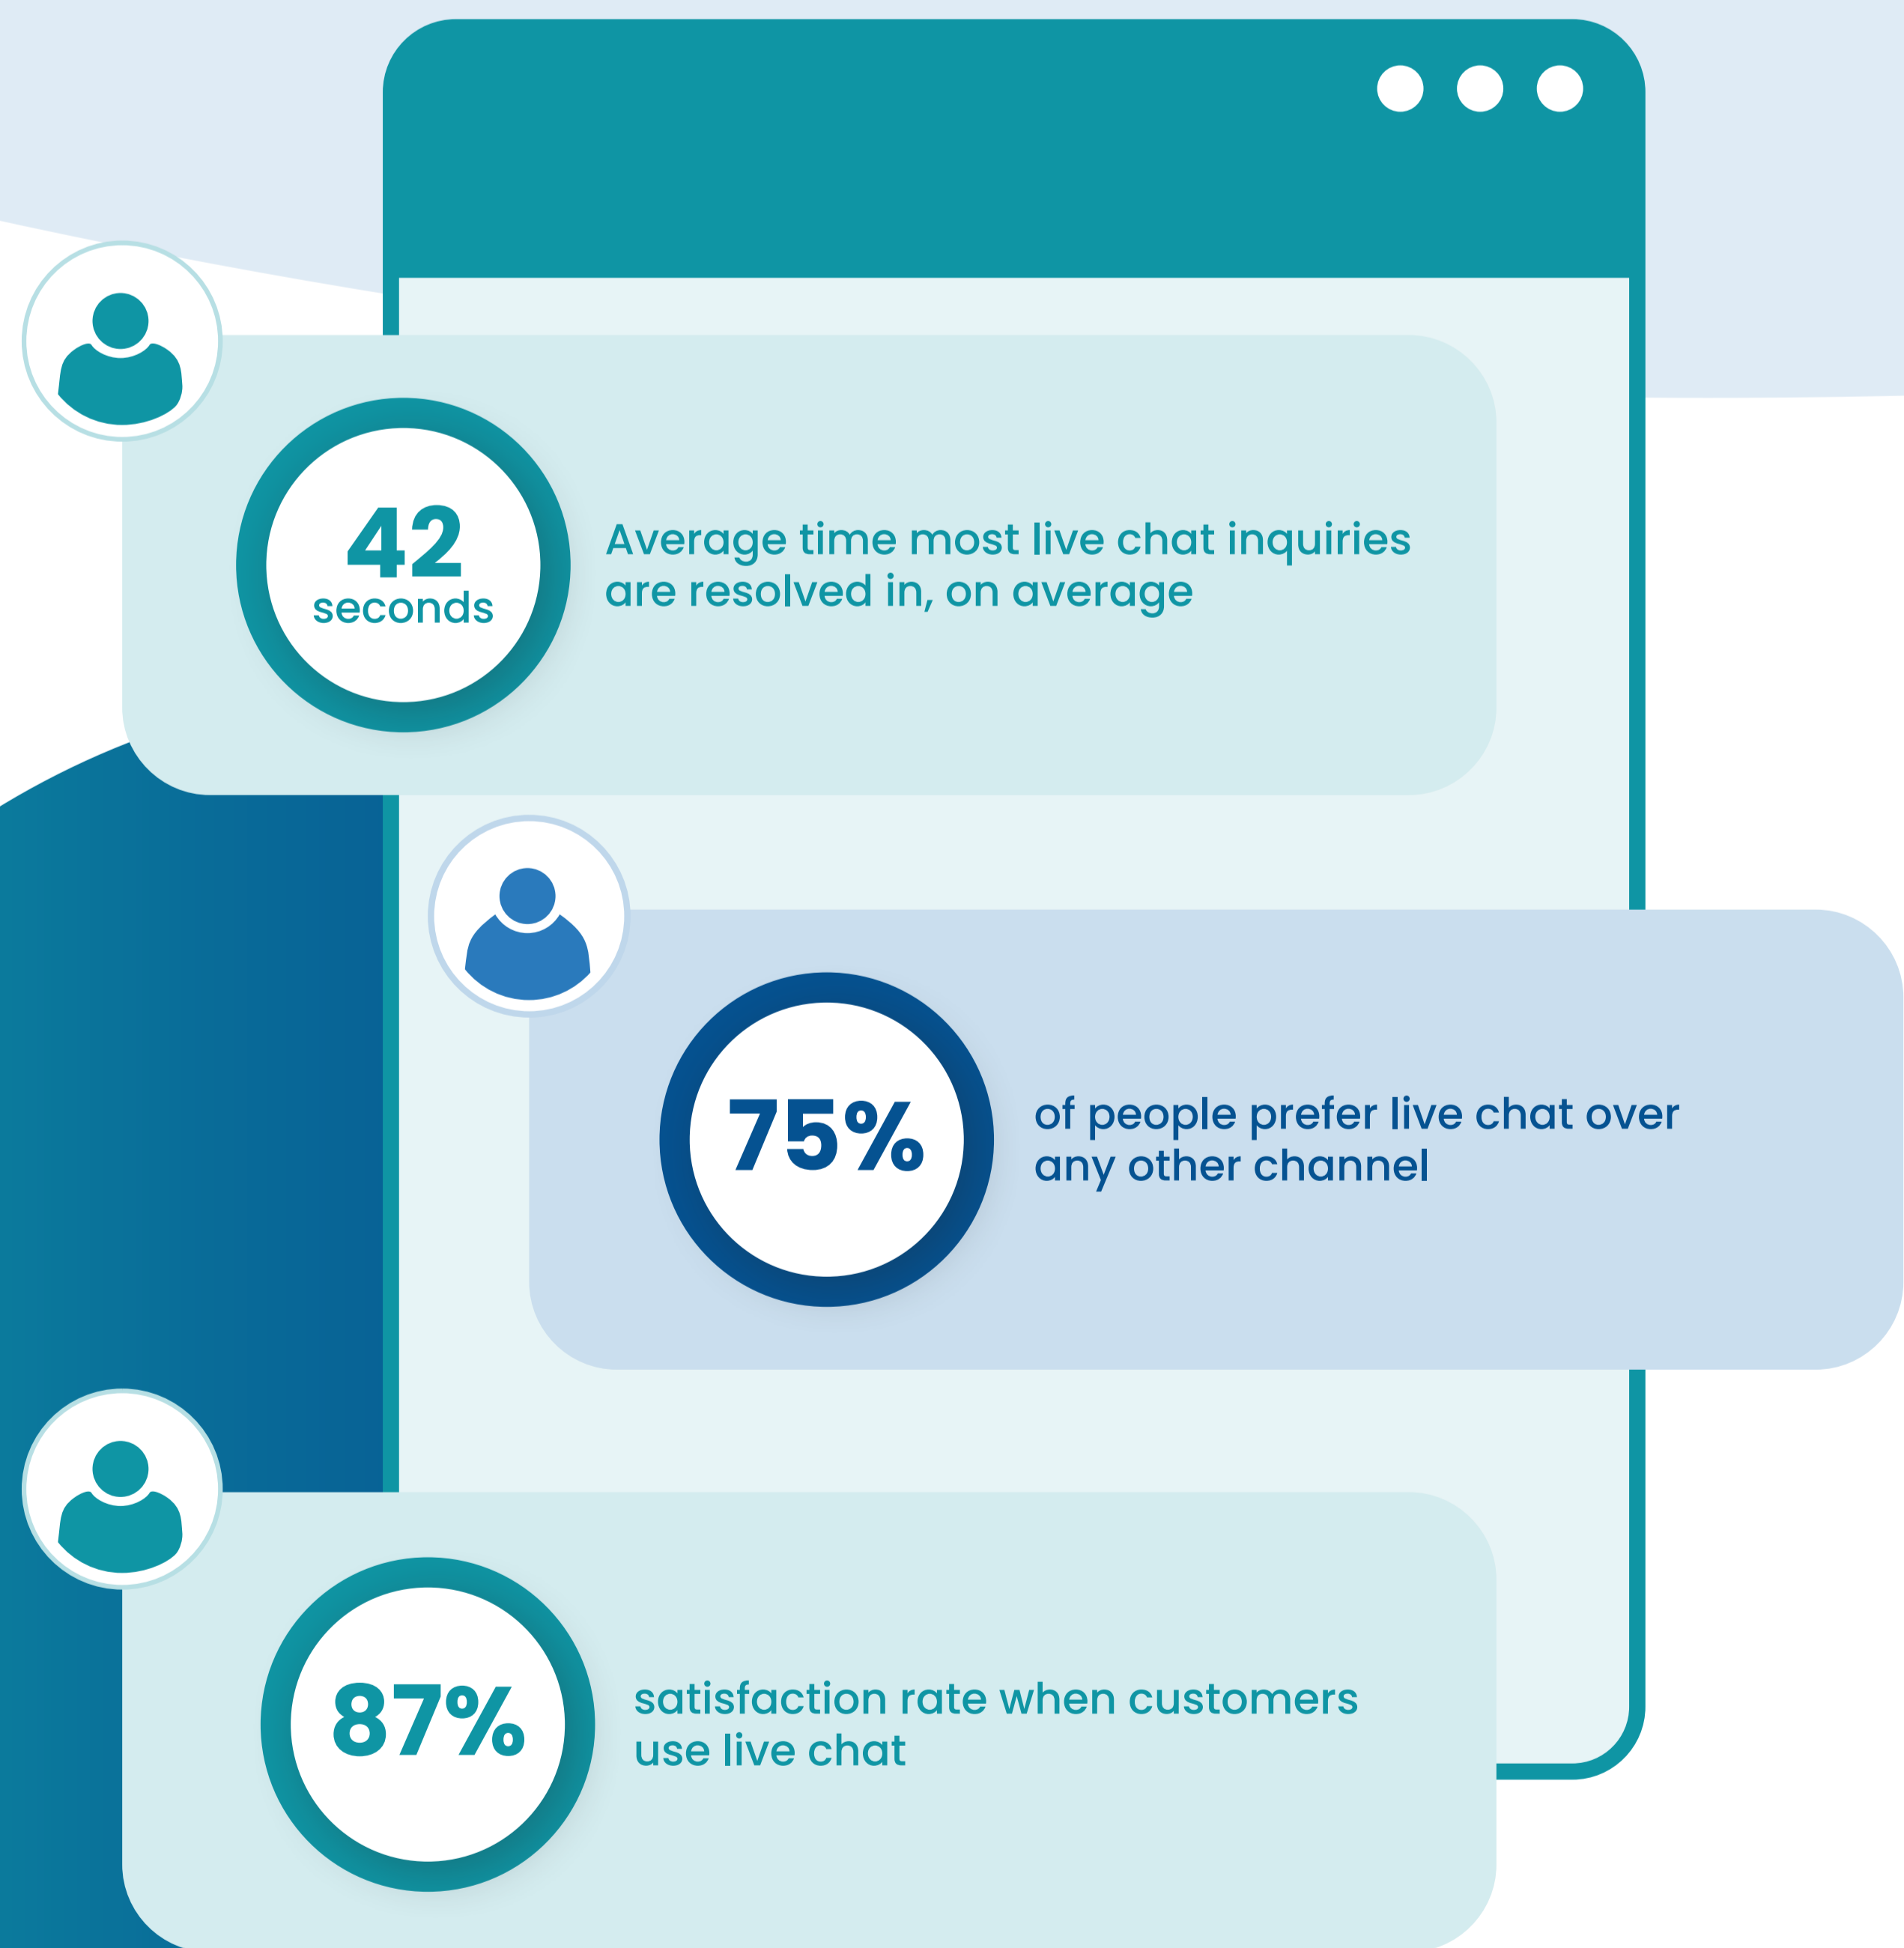 42
seconds
Average time most live chat inquiries
are resolved in, on average
75%
of people prefer live chat over
any other channel
87%
satisfaction rate when customers
use live chat